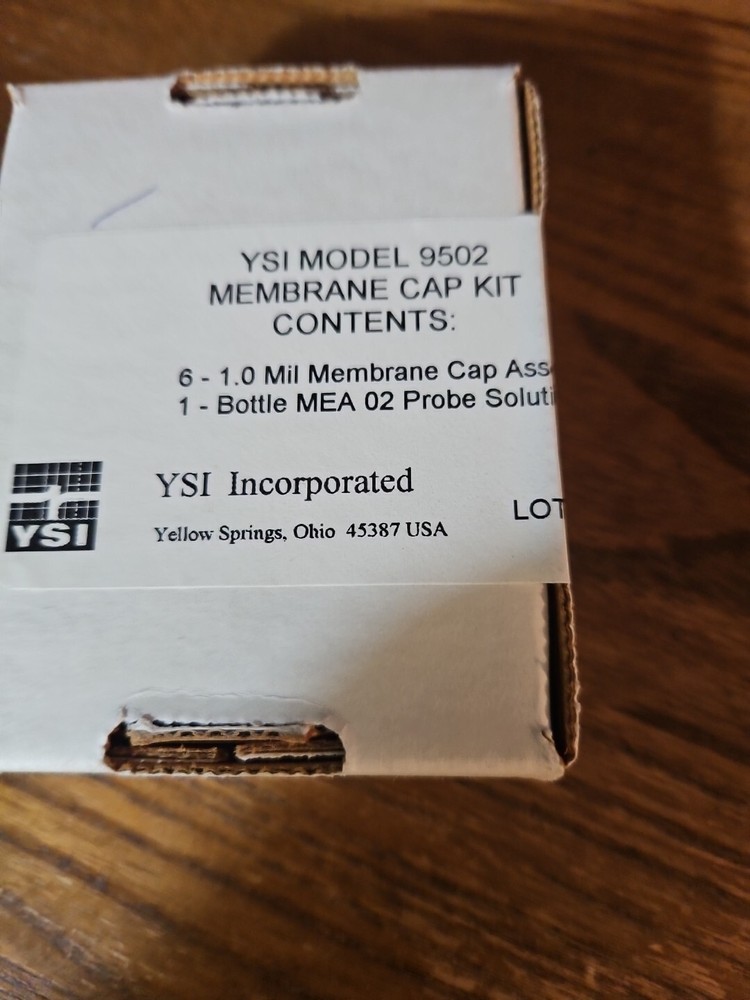 YSI MODEL 9502
MEMBRANE CAP KIT
CONTENTS:
6 - 1.0 Mil Membrane Cap Ass
1 - Bottle MEA 02 Probe Soluti
YSI Incorporated
LOT
YSI
Yellow Springs, Ohio 45387 USA